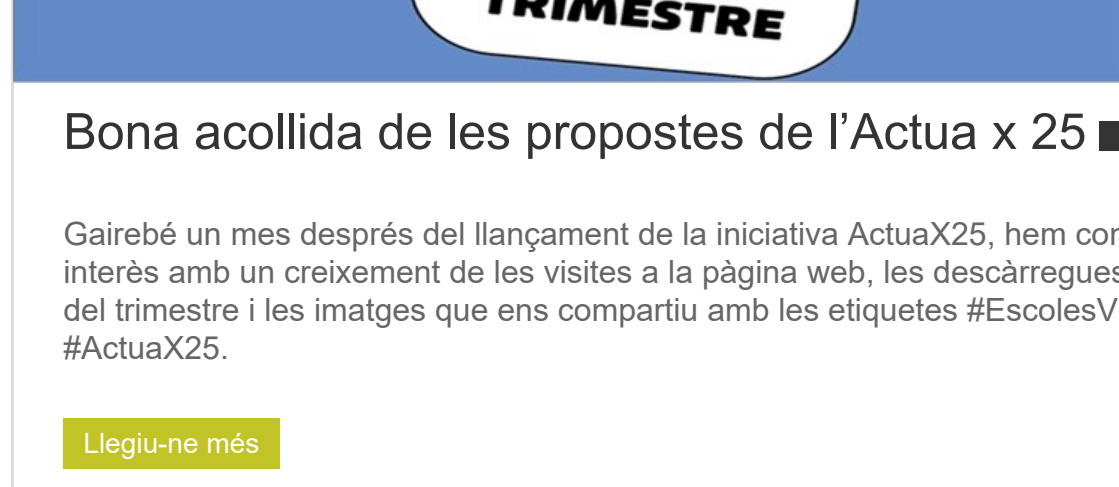 TRIMESTRE
Bona acollida de les propostes de l’Actua x 25
Gairebé un mes després del llançament de la iniciativa ActuaX25, hem
interès amb un creixement de les visites a la pàgina web, les descàrregues
del trimestre i les imatges que ens compartiu amb les etiquetes
#ActuaX25.
Llegiu-ne més